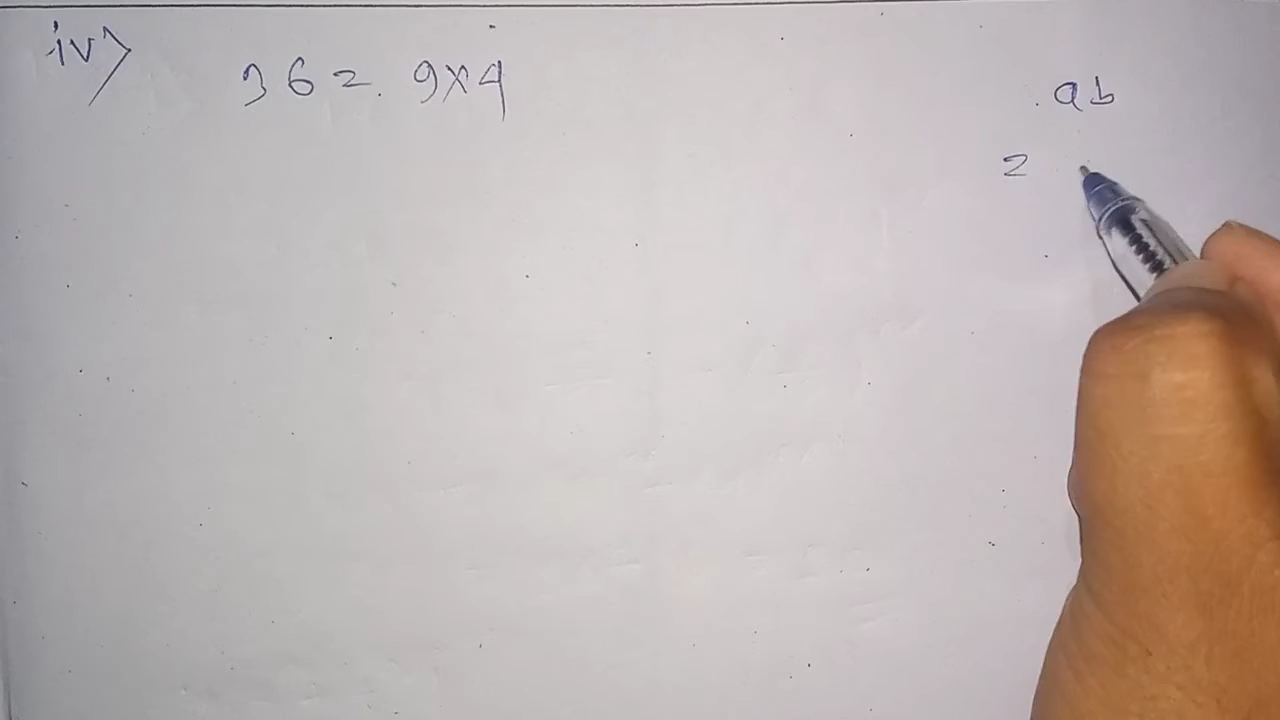 iv) 36 = 9×4
ab
=